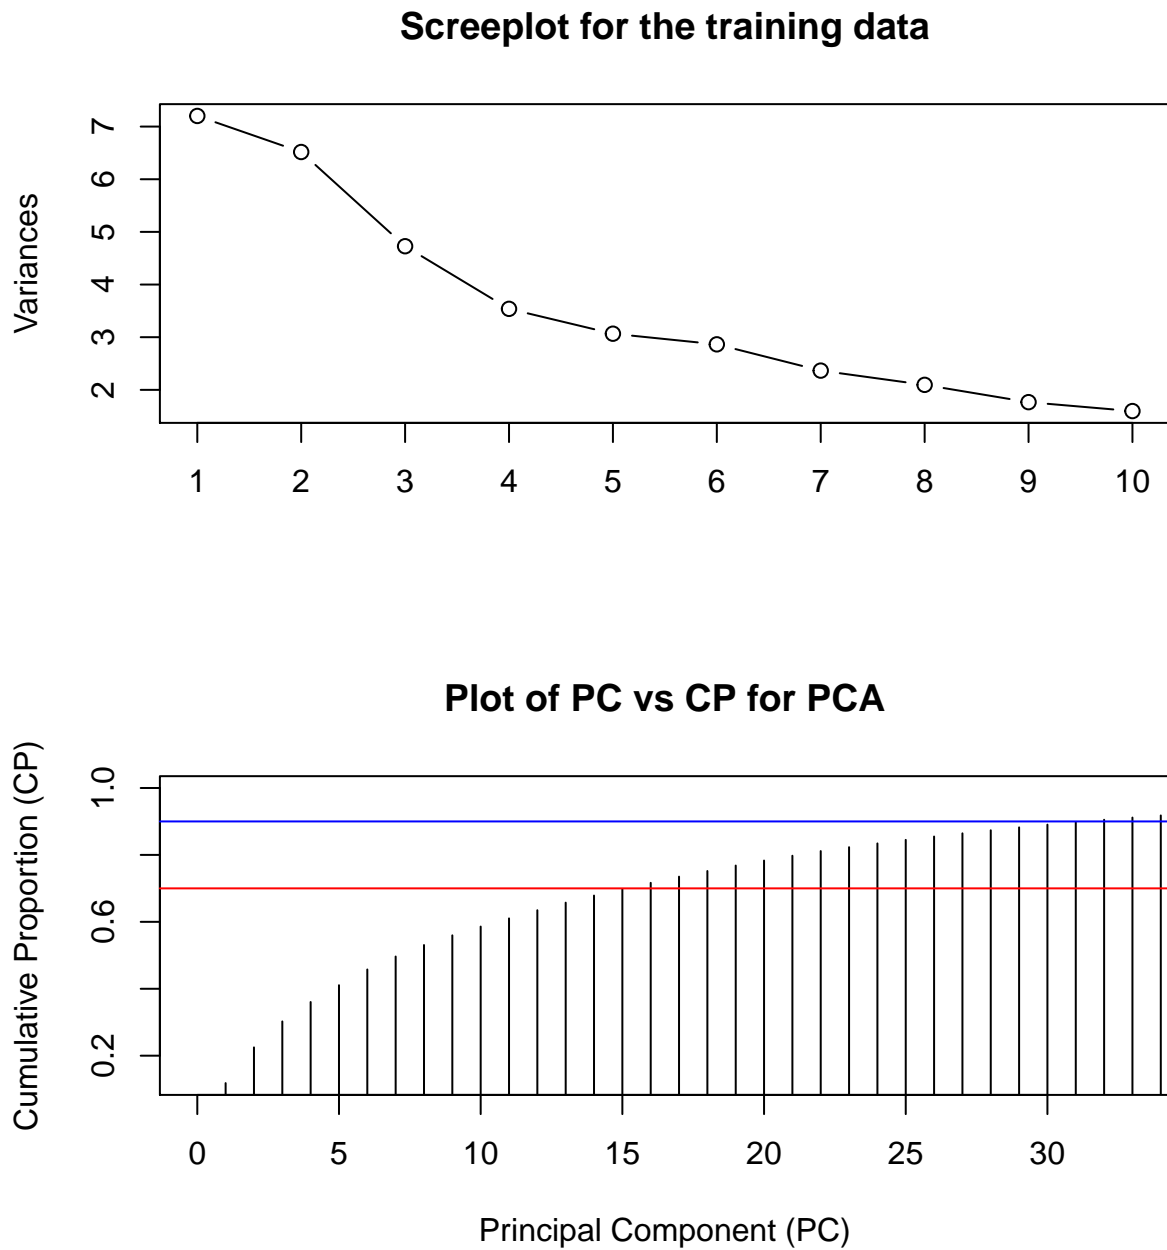 Screeplot for the training data
Variances
7
6
5
4
3
2
1 2 3 4 5 6 7 8 9 10
Plot of PC vs CP for PCA
Cumulative Proportion (CP)
1.0
0.6
0.2
0 5 10 15 20 25 30
Principal Component (PC)